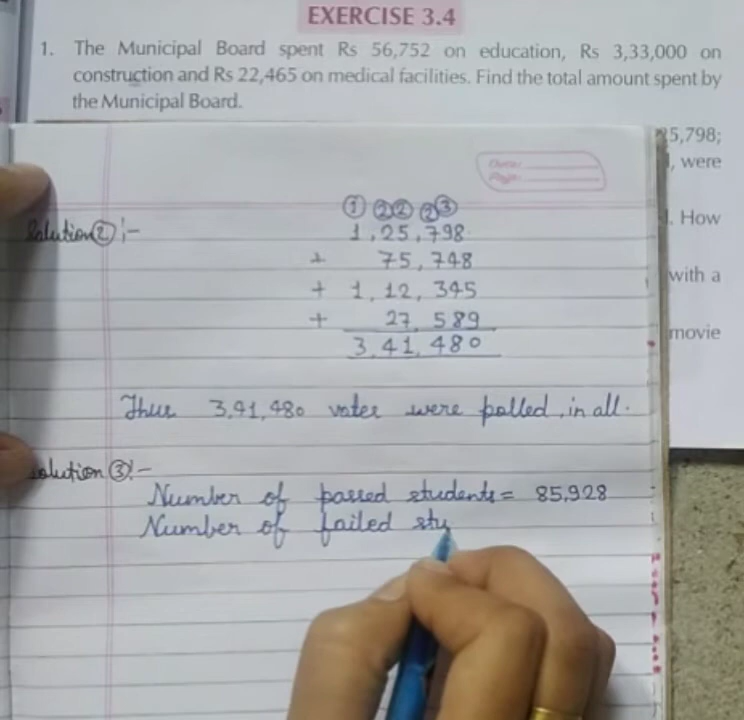 EXERCISE 3.4
1. The Municipal Board spent Rs 56,752 on education, Rs 3,33,000 on
construction and Rs 22,465 on medical facilities. Find the total amount spent by
the Municipal Board.
5,798;
, were
. How
with a
movie
Date:
Page:
① ②② ②③
Solution② :-
1,25,798
+ 75,748
+ 1,12,345
+ 27,589
3,41,480
Thus 3,41,480 votes were polled, in all.
Solution ③:-
Number of passed students = 85,928
Number of failed stu